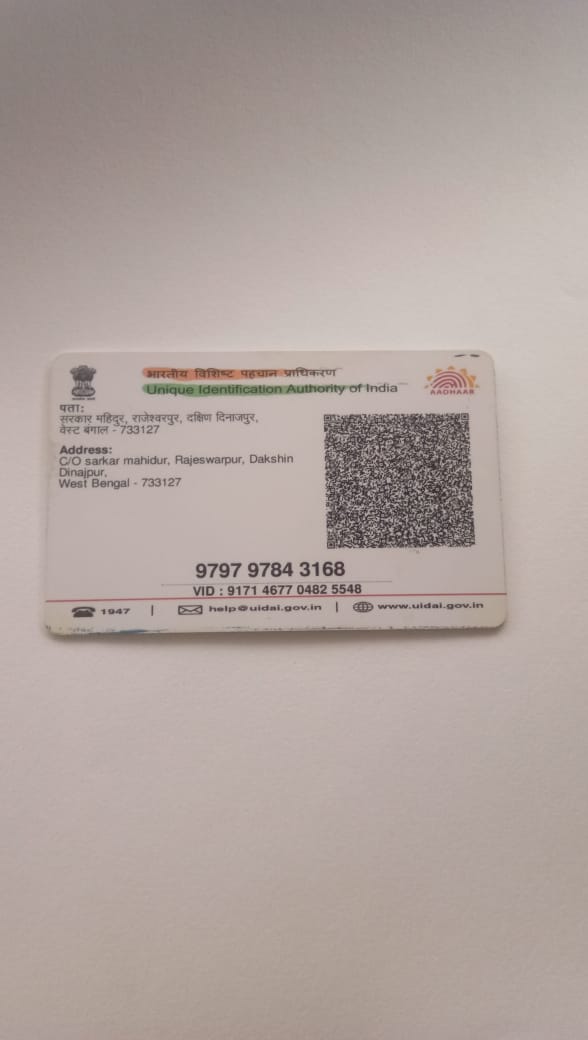 भारतीय विशिष्ट पहचान प्राधिकरण
Unique Identification Authority of India
AADHAAR
पता:
सरकार महिदुर, राजेश्वरपुर, दक्षिण दिनाजपुर,
वेस्ट बंगाल - 733127
Address:
C/O sarkar mahidur, Rajeswarpur, Dakshin
Dinajpur,
West Bengal - 733127
9797 9784 3168
VID : 9171 4677 0482 5548
1947 | help@uidai.gov.in | www.uidai.gov.in